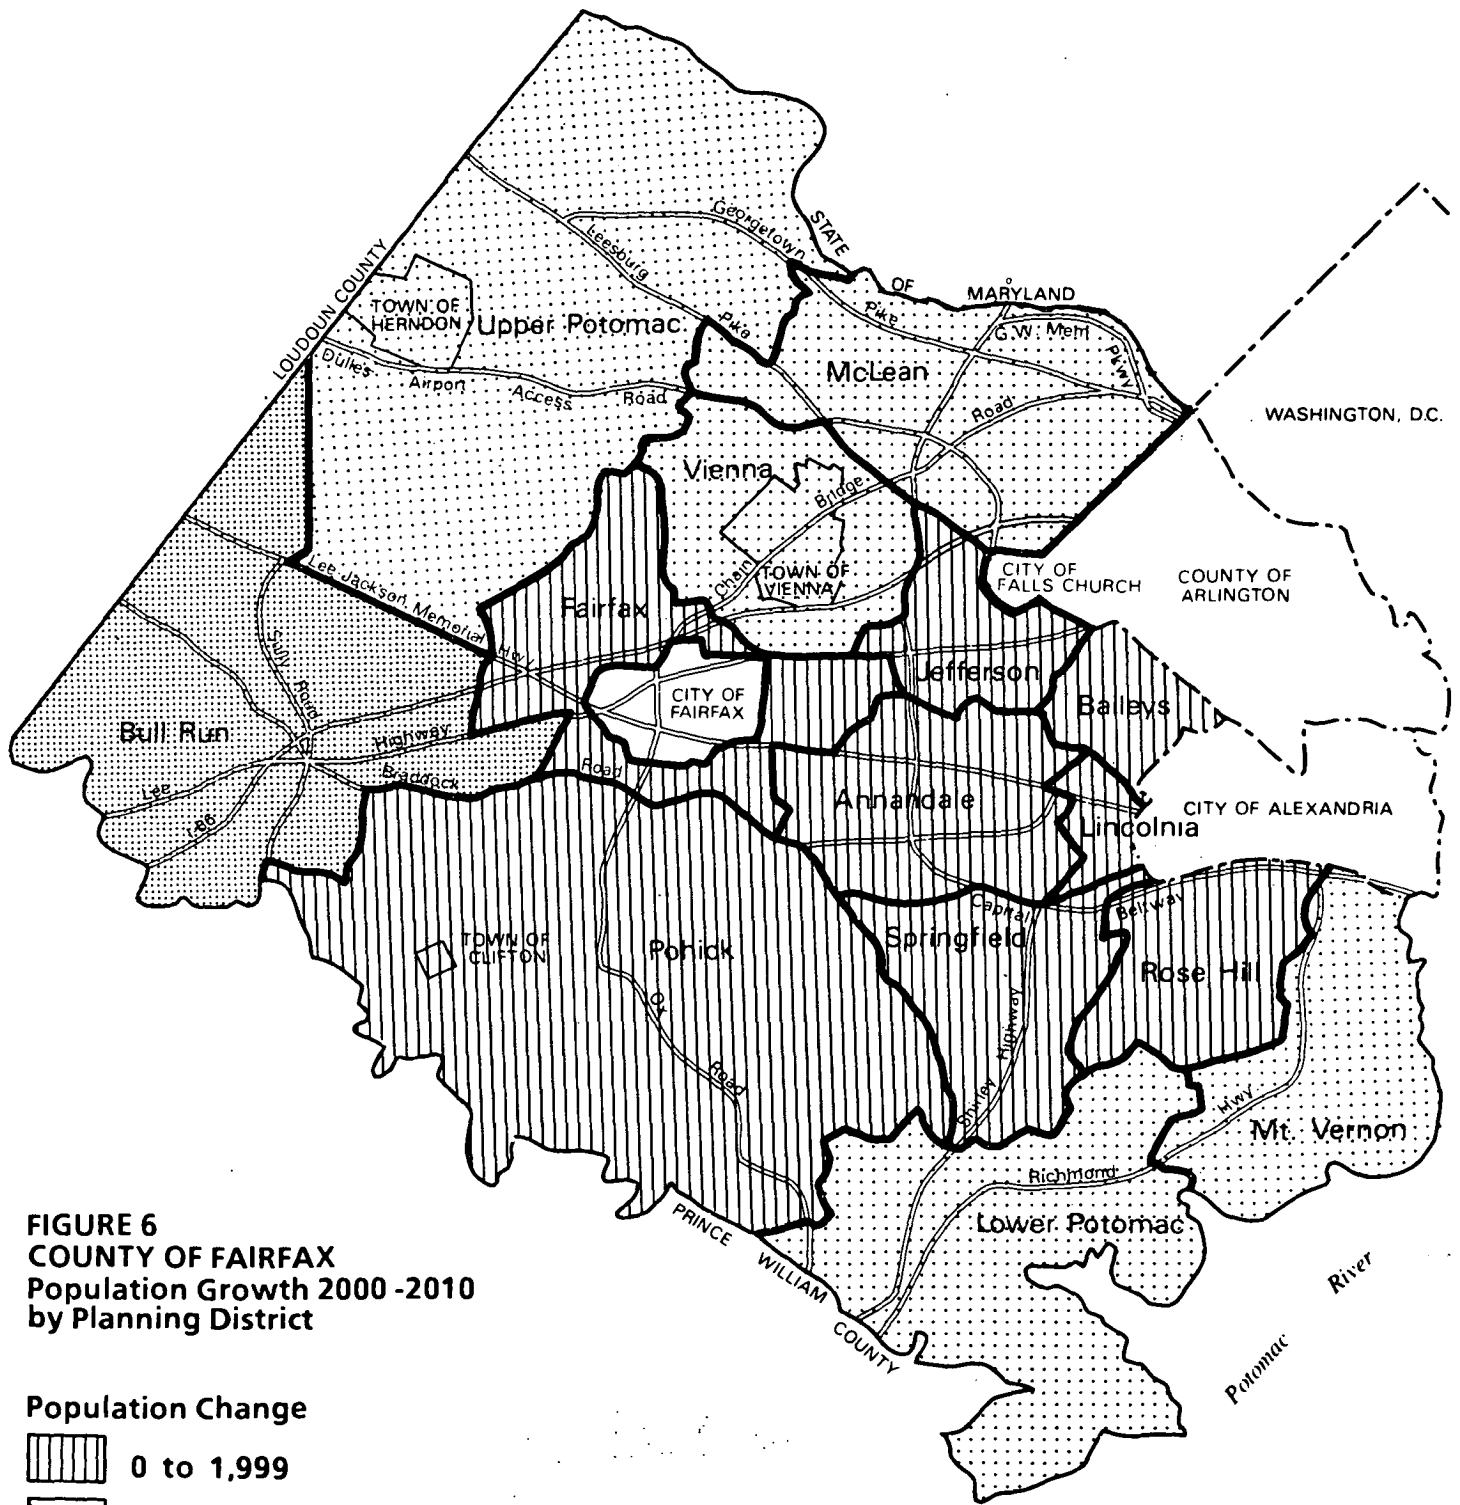 STATE
OF
MARYLAND
Georgetown
Pike
Leesburg
Pike
G.W. Mem
Pkwy
LOUDOUN COUNTY
TOWN OF
HERNDON
Upper Potomac
McLean
Dulles
Airport
Access
Road
Road
WASHINGTON, D.C.
Vienna
Bridge
Chain
TOWN OF
VIENNA
CITY OF
FALLS CHURCH
COUNTY OF
ARLINGTON
Lee Jackson Memorial
Hwy
Fairfax
Sully
Road
Jefferson
CITY OF
FAIRFAX
Baileys
Bull Run
Highway
Lee
Braddock
Road
I-66
Annandale
CITY OF ALEXANDRIA
Lincolnia
Capital
Beltway
TOWN OF
CLIFTON
Pohick
Springfield
Rose Hill
Ox
Road
Highway
Shirley
Hwy
Mt. Vernon
Richmond
Lower Potomac
PRINCE
WILLIAM
COUNTY
River
Potomac
FIGURE 6
COUNTY OF FAIRFAX
Population Growth 2000 -2010
by Planning District
Population Change
0 to 1,999